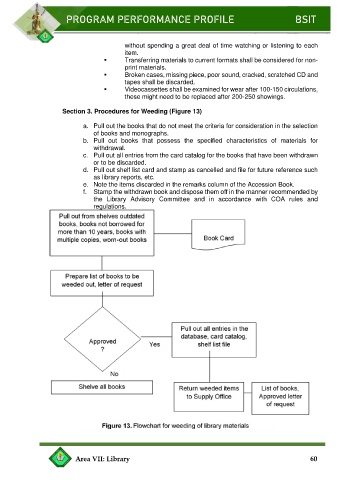 PROGRAM PERFORMANCE PROFILE BSIT
without spending a great deal of time watching or listening to each
item.
• Transferring materials to current formats shall be considered for non-
print materials.
• Broken cases, missing piece, poor sound, cracked, scratched CD and
tapes shall be discarded.
• Videocassettes shall be examined for wear after 100-150 circulations,
those might need to be replaced after 200-250 showings.
Section 3. Procedures for Weeding (Figure 13)
a. Pull out the books that do not meet the criteria for consideration in the selection
of books and monographs.
b. Pull out books that possess the specified characteristics of materials for
withdrawal.
c. Pull out all entries from the card catalog for the books that have been withdrawn
or to be discarded.
d. Pull out shelf list card and stamp as cancelled and file for future reference such
as library reports, etc.
e. Note the items discarded in the remarks column of the Accession Book.
f. Stamp the withdrawn book and dispose them off in the manner recommended by
the Library Advisory Committee and in accordance with COA rules and
regulations.
Pull out from shelves outdated
books, books not borrowed for
more than 10 years, books with
multiple copies, worn-out books
Book Card
Prepare list of books to be
weeded out, letter of request
Approved
?
Yes
Pull out all entries in the
database, card catalog,
shelf list file
No
Shelve all books
Return weeded items
to Supply Office
List of books,
Approved letter
of request
Figure 13. Flowchart for weeding of library materials
Area VII: Library 60